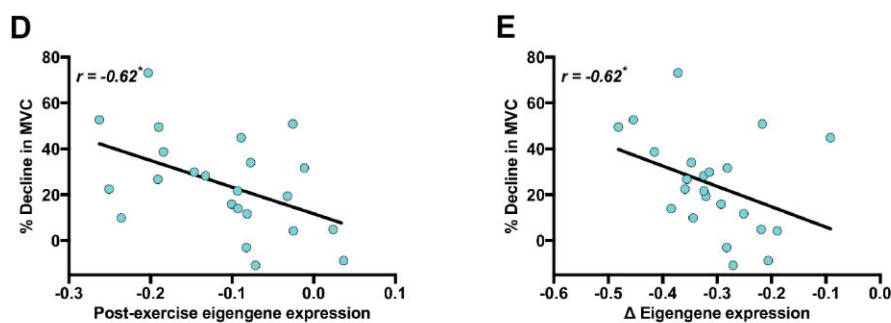 D
r = -0.62*
% Decline in MVC
80
60
40
20
0
-0.3
-0.2
-0.1
0.0
0.1
Post-exercise eigengene expression
E
r = -0.62*
% Decline in MVC
80
60
40
20
0
-0.6
-0.5
-0.4
-0.3
-0.2
-0.1
0.0
Δ Eigengene expression